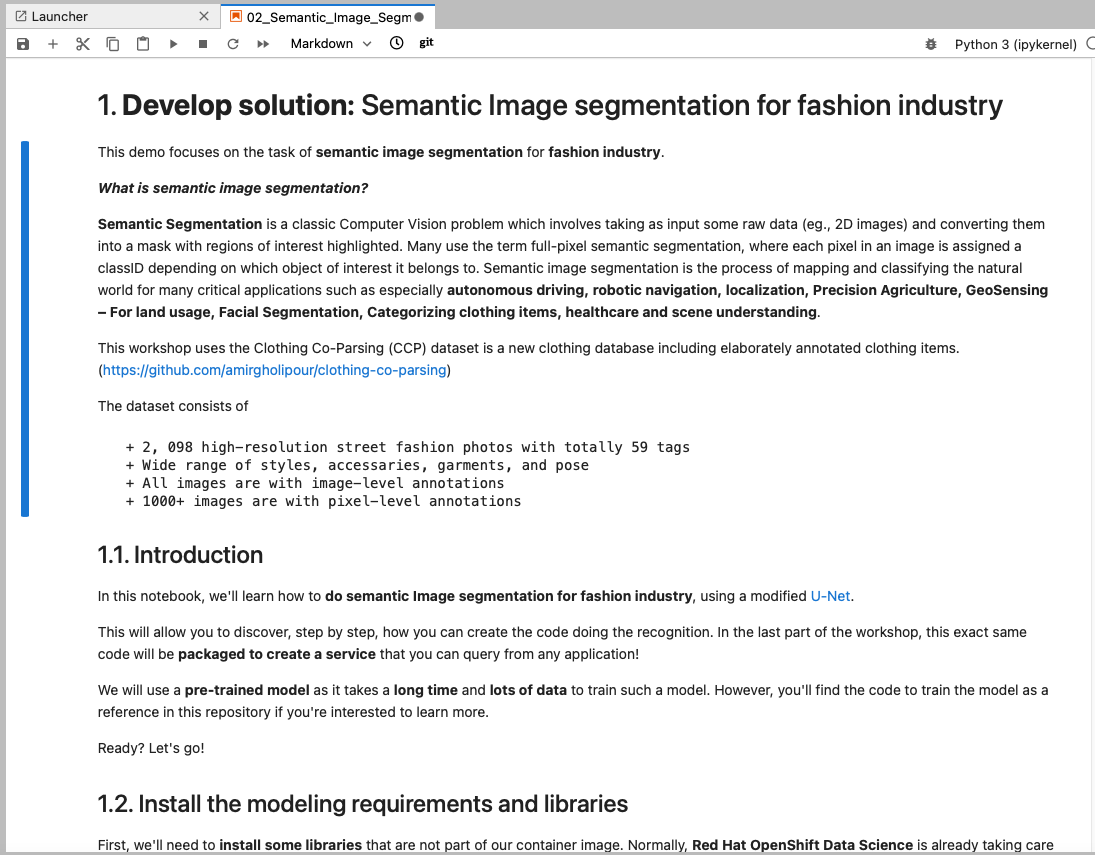 Launcher
02_Semantic_Image_Segm
Markdown
git
Python 3 (ipykernel)
1. Develop solution: Semantic Image segmentation for fashion industry
This demo focuses on the task of semantic image segmentation for fashion industry.
What is semantic image segmentation?
Semantic Segmentation is a classic Computer Vision problem which involves taking as input some raw data (eg., 2D images) and converting them
into a mask with regions of interest highlighted. Many use the term full-pixel semantic segmentation, where each pixel in an image is assigned a
classID depending on which object of interest it belongs to. Semantic image segmentation is the process of mapping and classifying the natural
world for many critical applications such as especially autonomous driving, robotic navigation, localization, Precision Agriculture, GeoSensing
– For land usage, Facial Segmentation, Categorizing clothing items, healthcare and scene understanding.
This workshop uses the Clothing Co-Parsing (CCP) dataset is a new clothing database including elaborately annotated clothing items.
(https://github.com/amirgholipour/clothing-co-parsing)
The dataset consists of
+ 2, 098 high-resolution street fashion photos with totally 59 tags
+ Wide range of styles, accessaries, garments, and pose
+ All images are with image-level annotations
+ 1000+ images are with pixel-level annotations
1.1. Introduction
In this notebook, we'll learn how to do semantic Image segmentation for fashion industry, using a modified U-Net.
This will allow you to discover, step by step, how you can create the code doing the recognition. In the last part of the workshop, this exact same
code will be packaged to create a service that you can query from any application!
We will use a pre-trained model as it takes a long time and lots of data to train such a model. However, you'll find the code to train the model as a
reference in this repository if you're interested to learn more.
Ready? Let's go!
1.2. Install the modeling requirements and libraries
First, we'll need to install some libraries that are not part of our container image. Normally, Red Hat OpenShift Data Science is already taking care